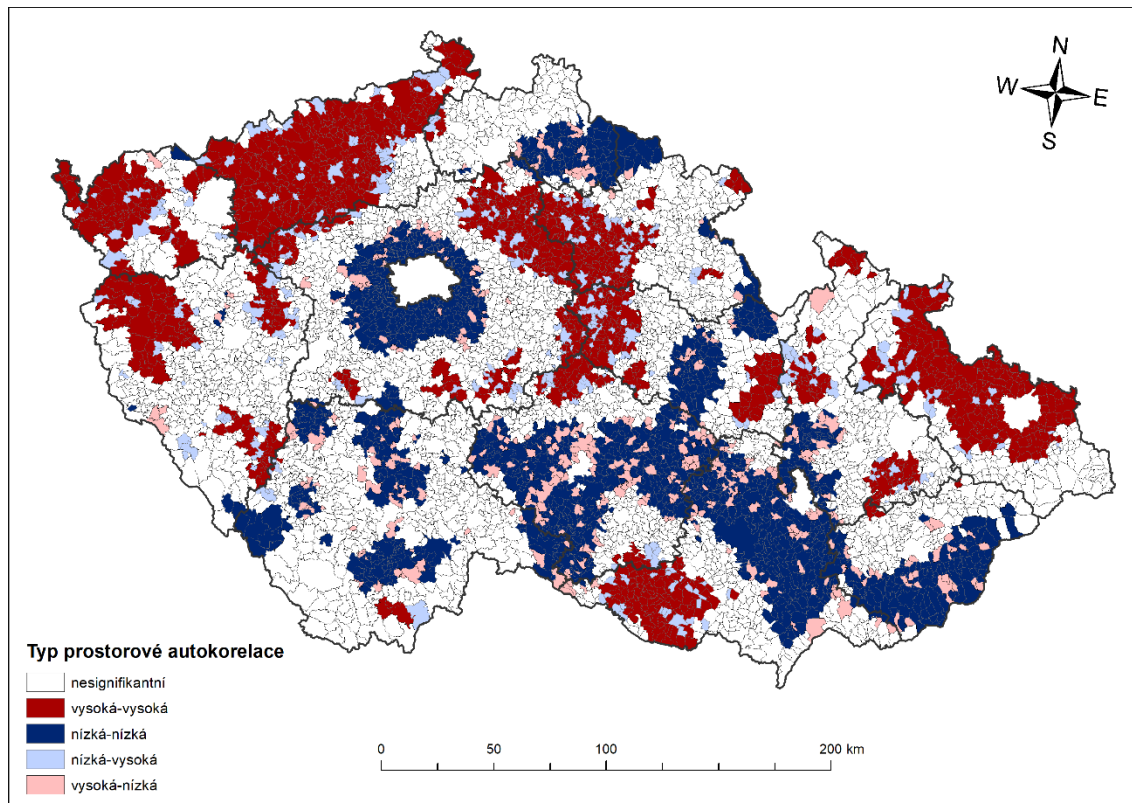 N
W
E
S
Typ prostorové autokorelace
nesignifikantní
vysoká-vysoká
nízká-nízká
nízká-vysoká
vysoká-nízká
0 50 100 200 km